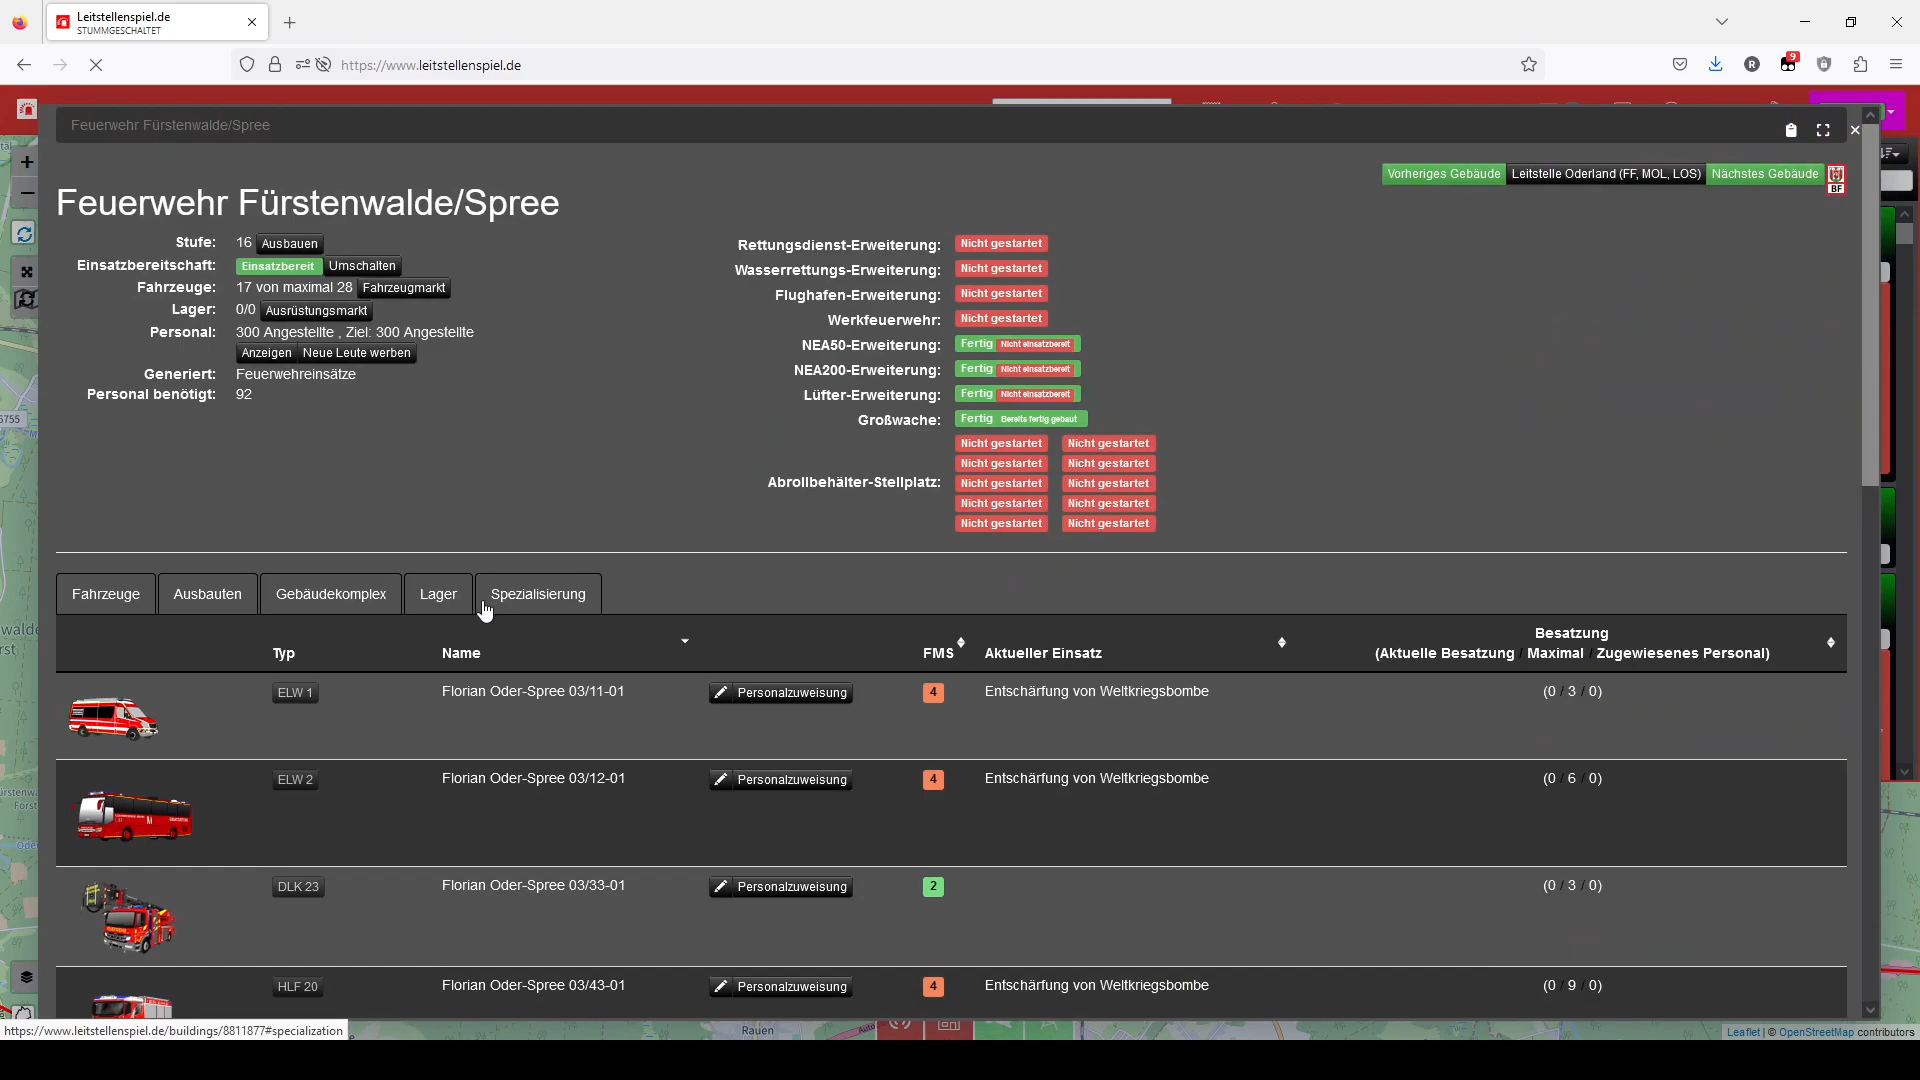 Leitstellenspiel.de
STUMMGESCHALTET
https://www.leitstellenspiel.de
9
R
Feuerwehr Fürstenwalde/Spree
Vorheriges Gebäude Leitstelle Oderland (FF, MOL, LOS) Nächstes Gebäude
BF
Feuerwehr Fürstenwalde/Spree
Stufe: 16 Ausbauen
Einsatzbereitschaft: Einsatzbereit Umschalten
Fahrzeuge: 17 von maximal 28 Fahrzeugmarkt
Lager: 0/0 Ausrüstungsmarkt
Personal: 300 Angestellte , Ziel: 300 Angestellte
Anzeigen Neue Leute werben
Generiert: Feuerwehreinsätze
Personal benötigt: 92
Rettungsdienst-Erweiterung: Nicht gestartet
Wasserrettungs-Erweiterung: Nicht gestartet
Flughafen-Erweiterung: Nicht gestartet
Werkfeuerwehr: Nicht gestartet
NEA50-Erweiterung: Fertig Nicht einsatzbereit
NEA200-Erweiterung: Fertig Nicht einsatzbereit
Lüfter-Erweiterung: Fertig Nicht einsatzbereit
Großwache: Fertig Bereits fertig gebaut
Nicht gestartet Nicht gestartet
Nicht gestartet Nicht gestartet
Abrollbehälter-Stellplatz: Nicht gestartet Nicht gestartet
Nicht gestartet Nicht gestartet
Nicht gestartet Nicht gestartet
Fahrzeuge Ausbauten Gebäudekomplex Lager Spezialisierung
Typ Name FMS Aktueller Einsatz Besatzung
(Aktuelle Besatzung / Maximal / Zugewiesenes Personal)
ELW 1 Florian Oder-Spree 03/11-01 Personalzuweisung 4 Entschärfung von Weltkriegsbombe (0 / 3 / 0)
ELW 2 Florian Oder-Spree 03/12-01 Personalzuweisung 4 Entschärfung von Weltkriegsbombe (0 / 6 / 0)
DLK 23 Florian Oder-Spree 03/33-01 Personalzuweisung 2 (0 / 3 / 0)
HLF 20 Florian Oder-Spree 03/43-01 Personalzuweisung 4 Entschärfung von Weltkriegsbombe (0 / 9 / 0)
https://www.leitstellenspiel.de/buildings/8811877#specialization
Rauen
Leaflet | © OpenStreetMap contributors